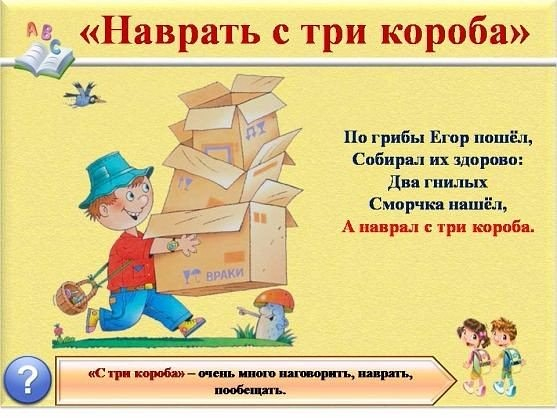 ABC
«Наврать с три короба»
По грибы Егор пошёл,
Собирал их здорово:
Два гнилых
Сморчка нашёл,
А наврал с три короба.
ВРАКИ
?
«С три короба» – очень много наговорить, наврать,
пообещать.